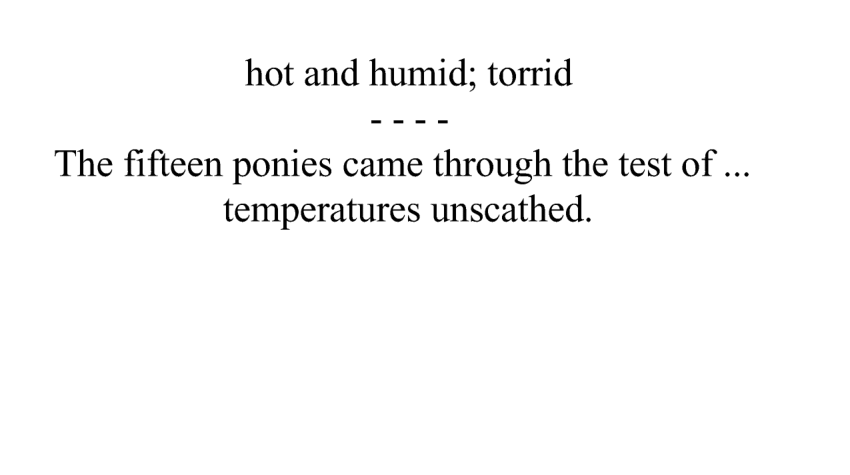 hot and humid; torrid
- - - -
The fifteen ponies came through the test of ...
temperatures unscathed.